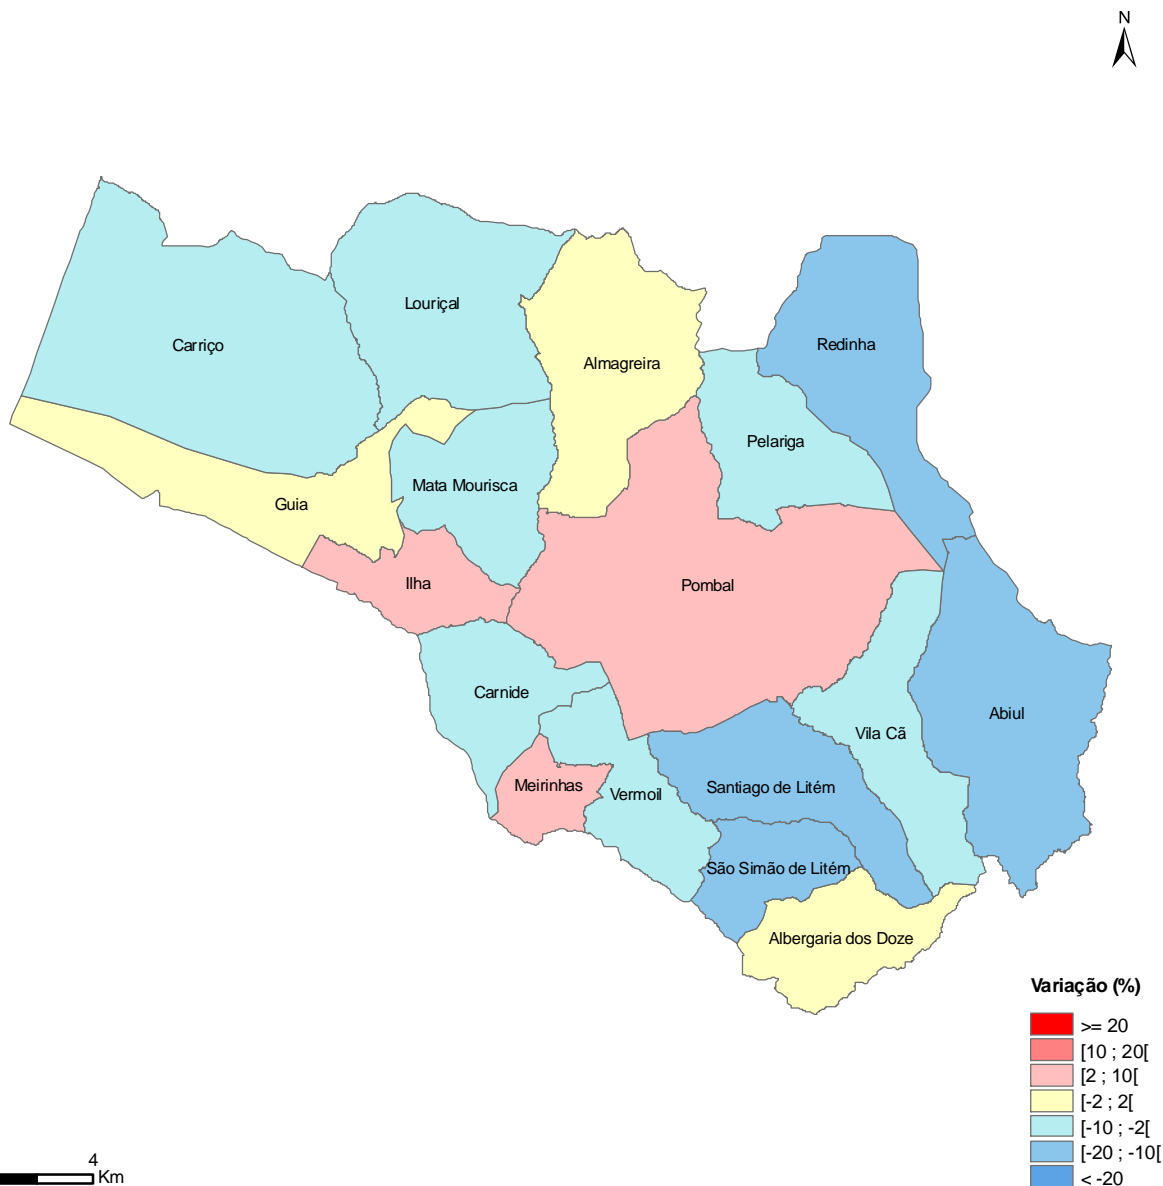 N
Louriçal
Carriço
Redinha
Almagreira
Pelariga
Mata Mourisca
Guia
Ilha
Pombal
Carnide
Abiul
Vila Cã
Meirinhas
Santiago de Litém
Vermoil
São Simão de Litém
Albergaria dos Doze
Variação (%)
>= 20
[10 ; 20[
[2 ; 10[
[-2 ; 2[
[-10 ; -2[
[-20 ; -10[
< -20
4
Km